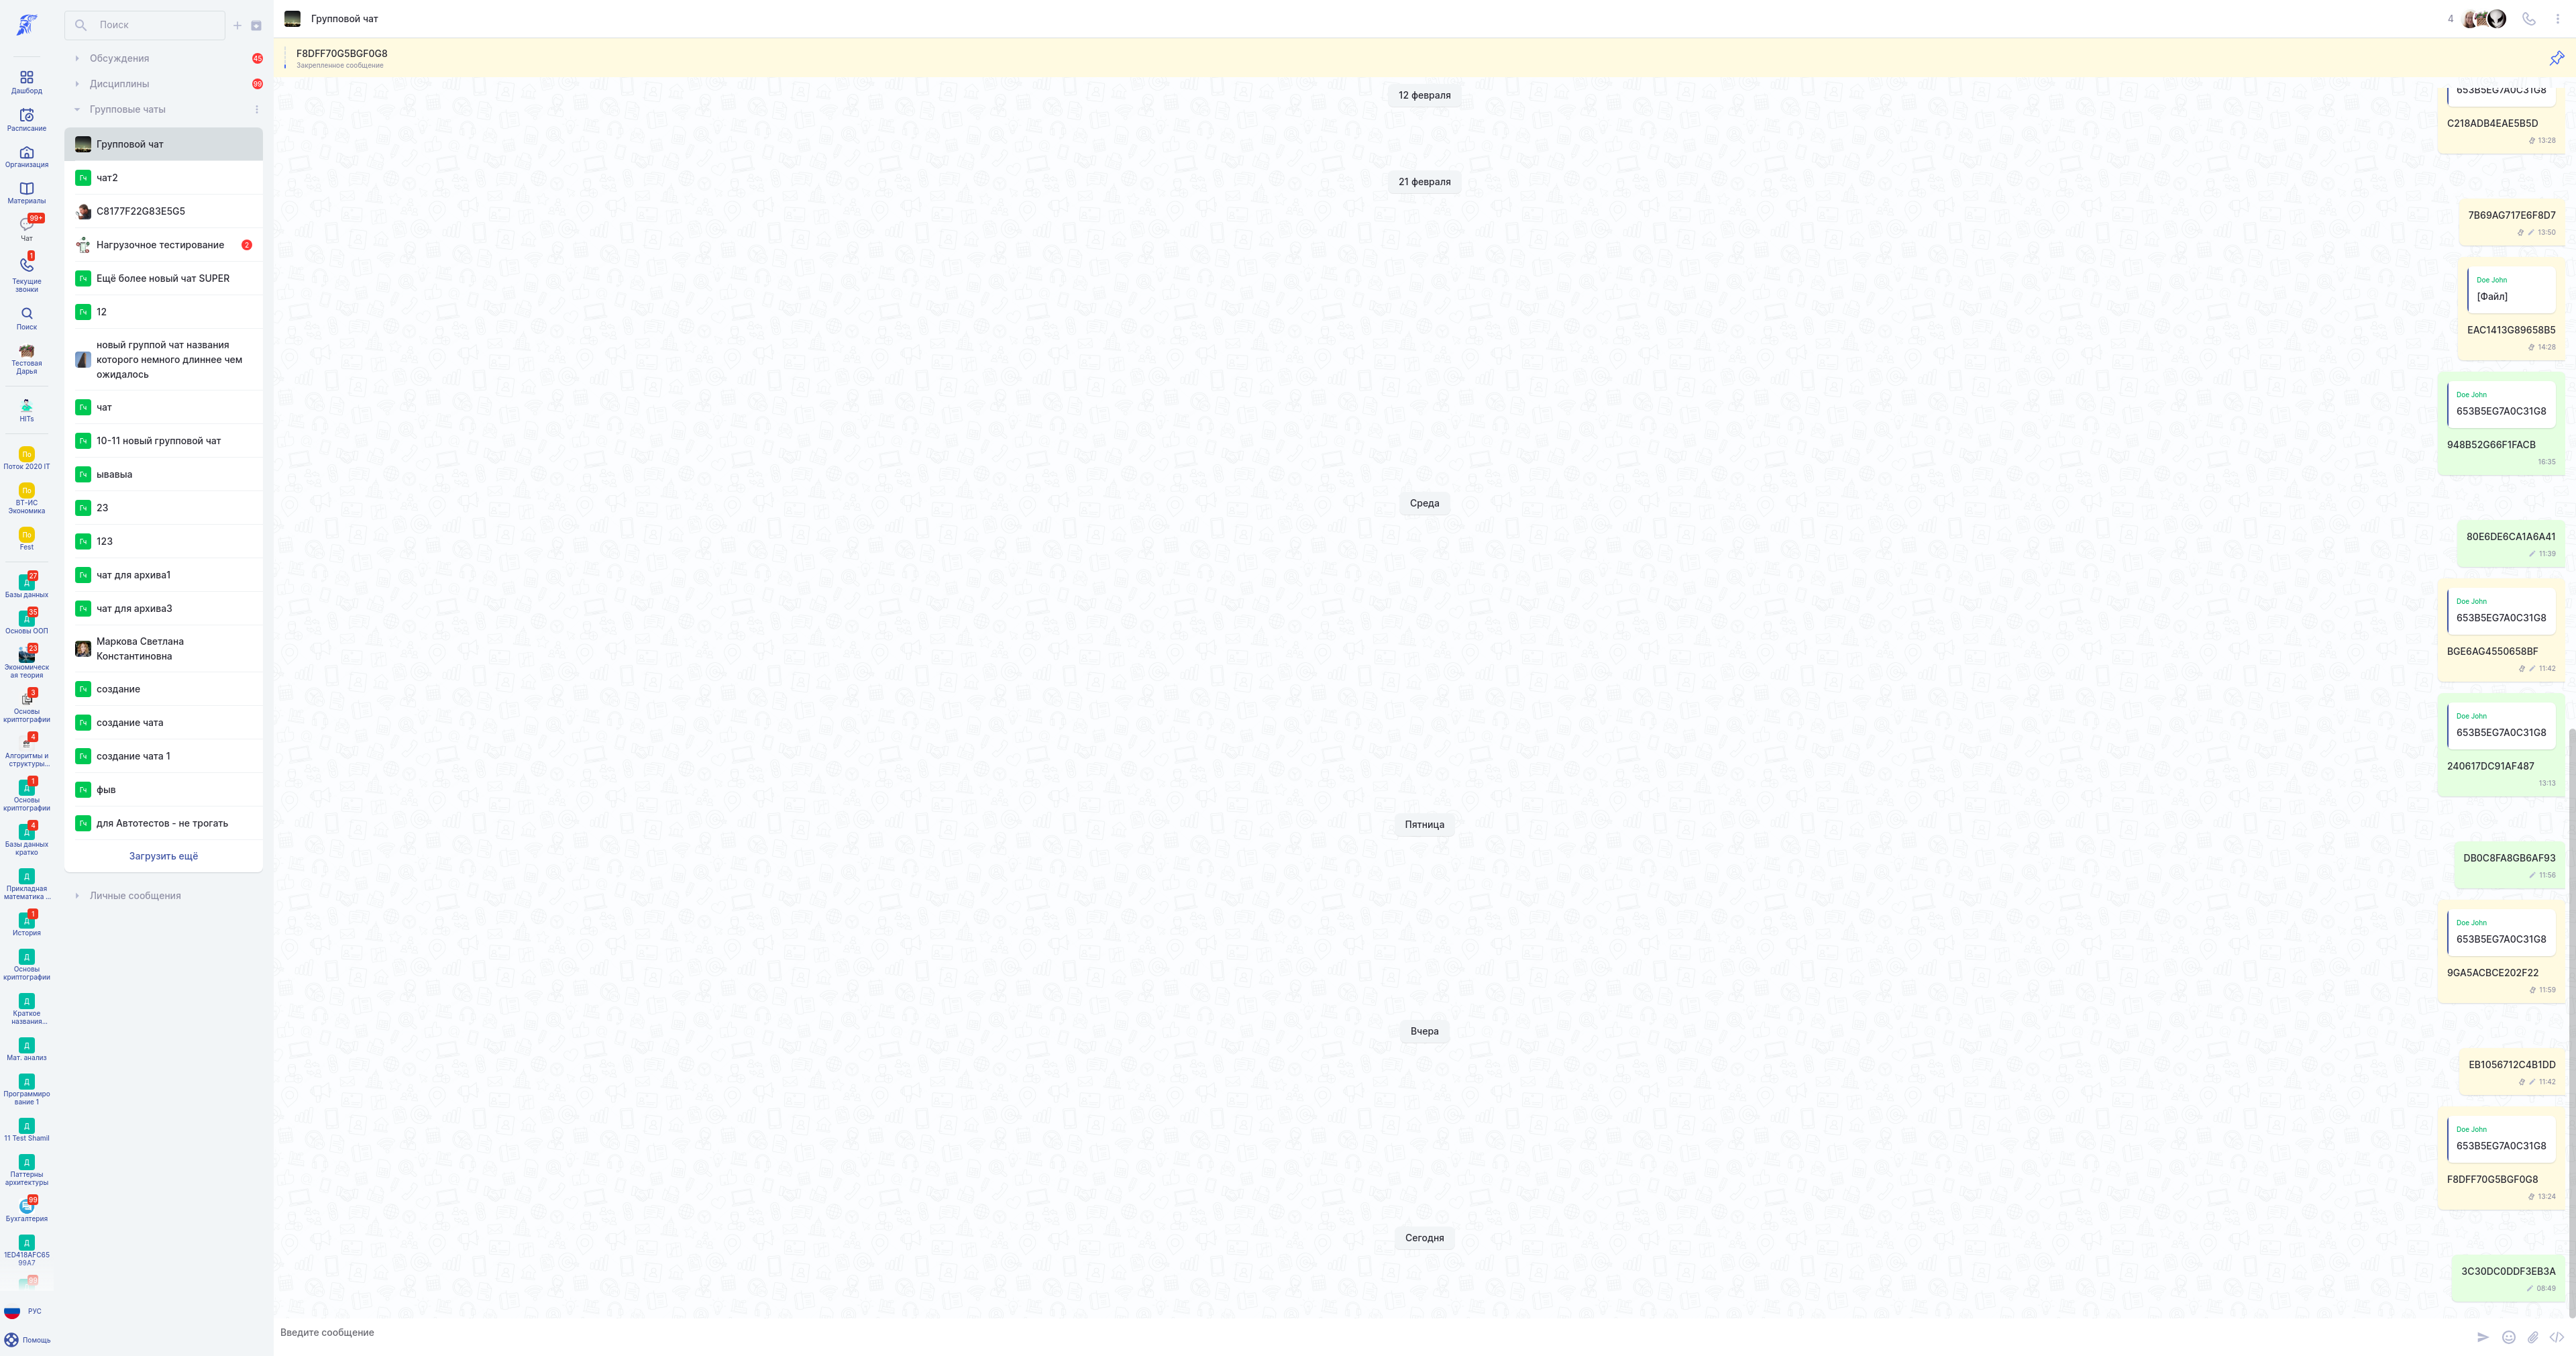 Дашборд
Расписание
Организация
Материалы
99+
Чат
1
Текущие
звонки
Поиск
Тестовая
Дарья
HITs
По
Поток 2020 IT
По
ВТ-ИС
Экономика
По
Fest
27
Д
Базы данных
35
Д
Основы ООП
23
Экономическ
ая теория
3
Основы
криптографии
4
Алгоритмы и
структуры...
1
Д
Основы
криптографии
4
Д
Базы данных
кратко
Д
Прикладная
математика ...
1
Д
История
Д
Основы
криптографии
Д
Краткое
названия...
Д
Мат. анализ
Д
Программиро
вание 1
Д
11 Test Shamil
Д
Паттерны
архитектуры
99
Бухгалтерия
Д
1ED418AFC65
99A7
99
РУС
Помощь
Поиск
Обсуждения 45
Дисциплины 99
Групповые чаты
Групповой чат
Гч чат2
C8177F22G83E5G5
Нагрузочное тестирование 2
Гч Ещё более новый чат SUPER
Гч 12
новый группой чат названия
которого немного длиннее чем
ожидалось
Гч чат
Гч 10-11 новый групповой чат
Гч ывавыа
Гч 23
Гч 123
Гч чат для архива1
Гч чат для архива3
Маркова Светлана
Константиновна
Гч создание
Гч создание чата
Гч создание чата 1
Гч фыв
Гч для Автотестов - не трогать
Загрузить ещё
Личные сообщения
Групповой чат
4
F8DFF70G5BGF0G8
Закрепленное сообщение
12 февраля
653B5EG7A0C31G8
C218ADB4EAE5B5D
13:28
21 февраля
7B69AG717E6F8D7
13:50
Doe John
[Файл]
EAC1413G89658B5
14:28
Doe John
653B5EG7A0C31G8
948B52G66F1FACB
16:35
Среда
80E6DE6CA1A6A41
11:39
Doe John
653B5EG7A0C31G8
BGE6AG4550658BF
11:42
Doe John
653B5EG7A0C31G8
240617DC91AF487
13:13
Пятница
DB0C8FA8GB6AF93
11:56
Doe John
653B5EG7A0C31G8
9GA5ACBCE202F22
11:59
Вчера
EB1056712C4B1DD
11:42
Doe John
653B5EG7A0C31G8
F8DFF70G5BGF0G8
13:24
Сегодня
3C30DC0DDF3EB3A
08:49
Введите сообщение